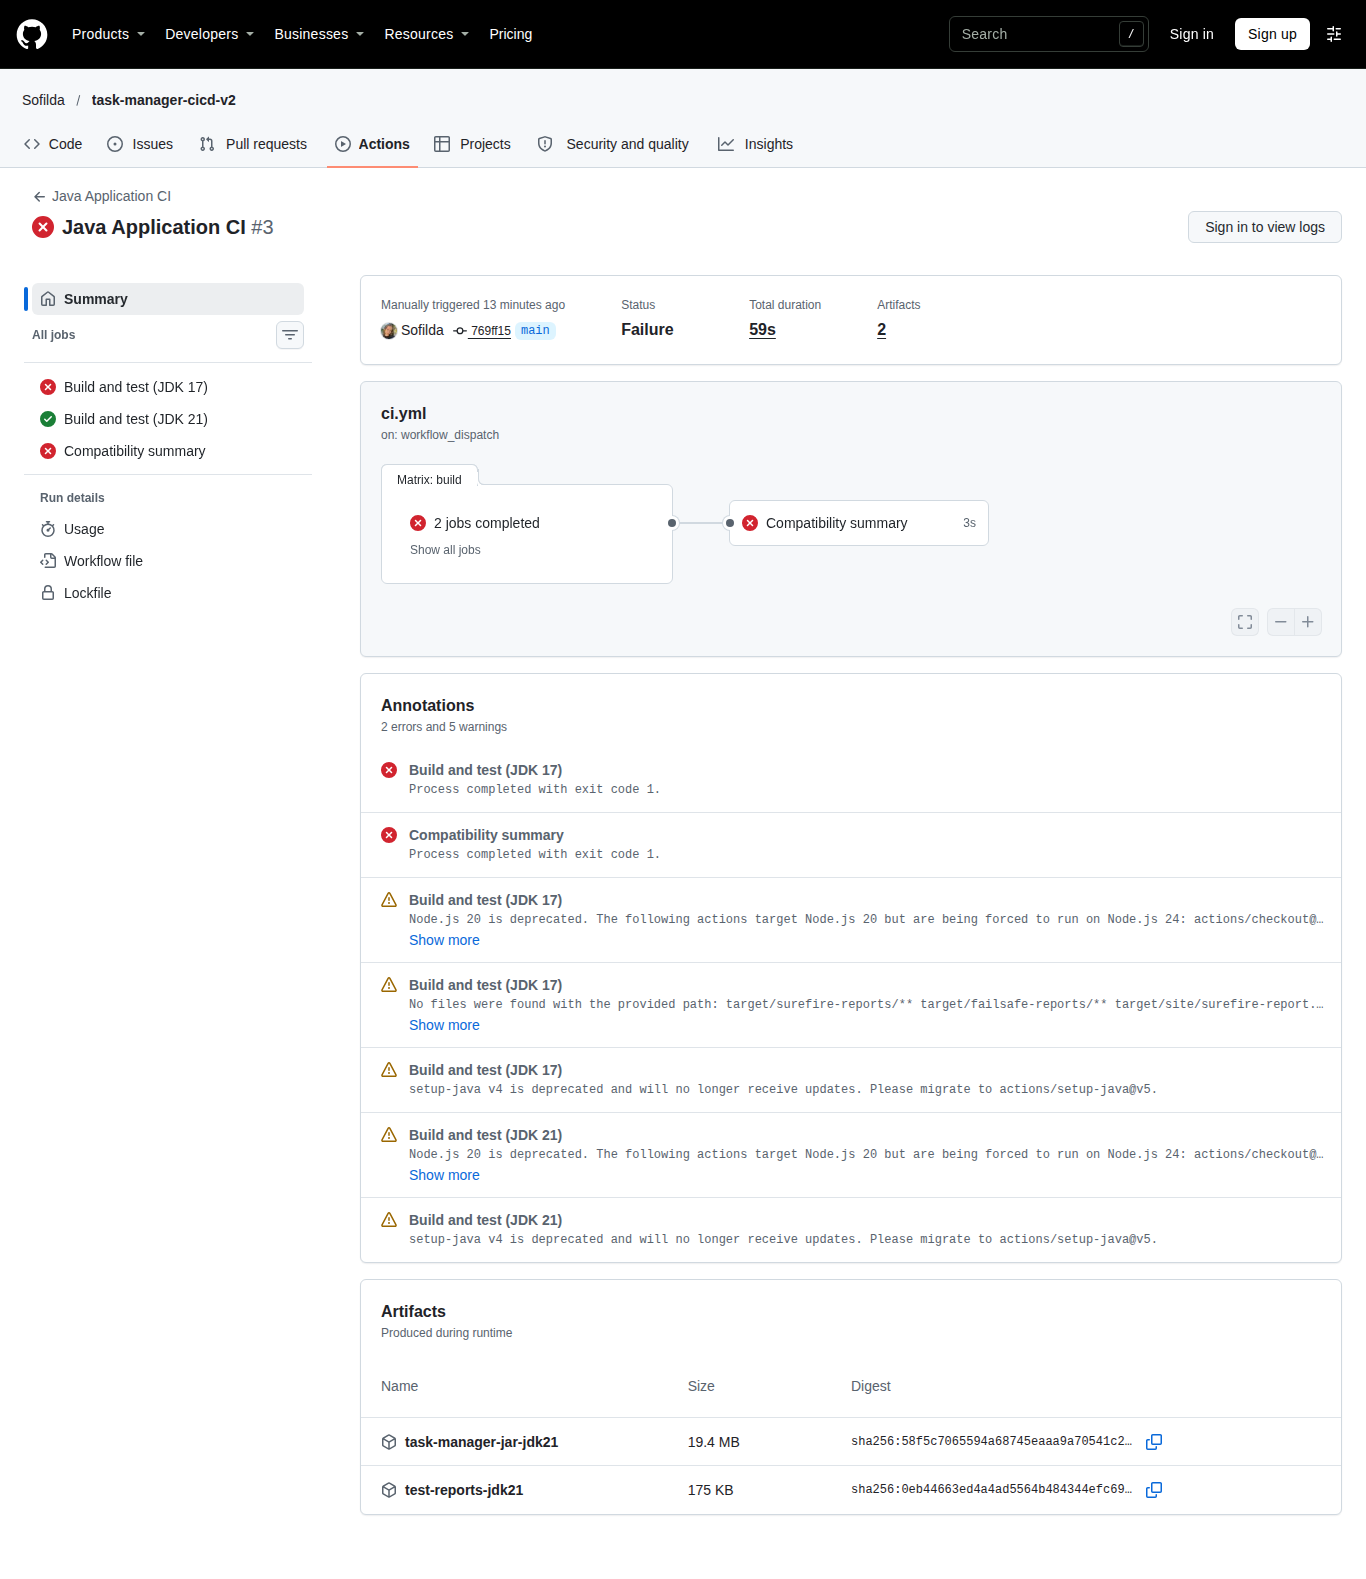 Products
Developers
Businesses
Resources
Pricing
Search
/
Sign in
Sign up
Sofilda / task-manager-cicd-v2
Code
Issues
Pull requests
Actions
Projects
Security and quality
Insights
Java Application CI
Java Application CI #3
Sign in to view logs
Summary
All jobs
Build and test (JDK 17)
Build and test (JDK 21)
Compatibility summary
Run details
Usage
Workflow file
Lockfile
Manually triggered 13 minutes ago
Sofilda 769ff15 main
Status
Failure
Total duration
59s
Artifacts
2
ci.yml
on: workflow_dispatch
Matrix: build
2 jobs completed
Show all jobs
Compatibility summary 3s
Annotations
2 errors and 5 warnings
Build and test (JDK 17)
Process completed with exit code 1.
Compatibility summary
Process completed with exit code 1.
Build and test (JDK 17)
Node.js 20 is deprecated. The following actions target Node.js 20 but are being forced to run on Node.js 24: actions/checkout@…
Show more
Build and test (JDK 17)
No files were found with the provided path: target/surefire-reports/** target/failsafe-reports/** target/site/surefire-report.…
Show more
Build and test (JDK 17)
setup-java v4 is deprecated and will no longer receive updates. Please migrate to actions/setup-java@v5.
Build and test (JDK 21)
Node.js 20 is deprecated. The following actions target Node.js 20 but are being forced to run on Node.js 24: actions/checkout@…
Show more
Build and test (JDK 21)
setup-java v4 is deprecated and will no longer receive updates. Please migrate to actions/setup-java@v5.
Artifacts
Produced during runtime
Name Size Digest
task-manager-jar-jdk21 19.4 MB sha256:58f5c7065594a68745eaaa9a70541c2…
test-reports-jdk21 175 KB sha256:0eb44663ed4a4ad5564b484344efc69…